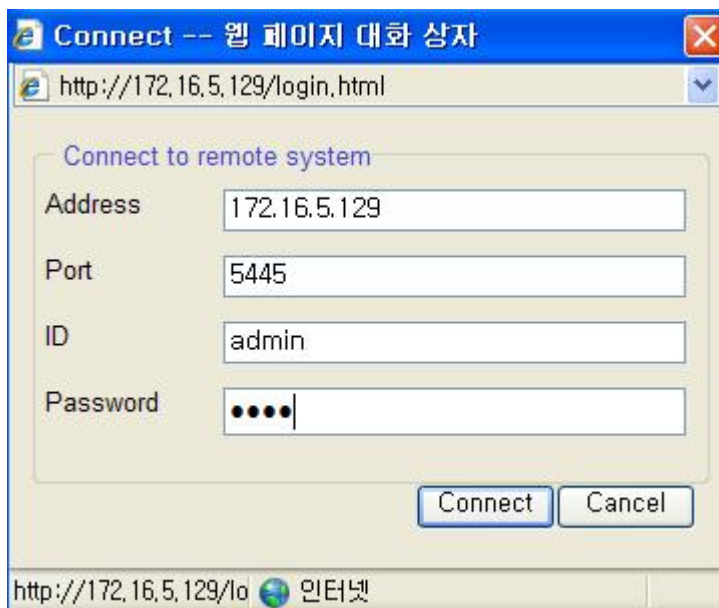 Connect -- 웹 페이지 대화 상자
http://172.16.5.129/login.html
Connect to remote system
Address 172.16.5.129
Port 5445
ID admin
Password ●●●●
Connect Cancel
http://172.16.5.129/lo 인터넷